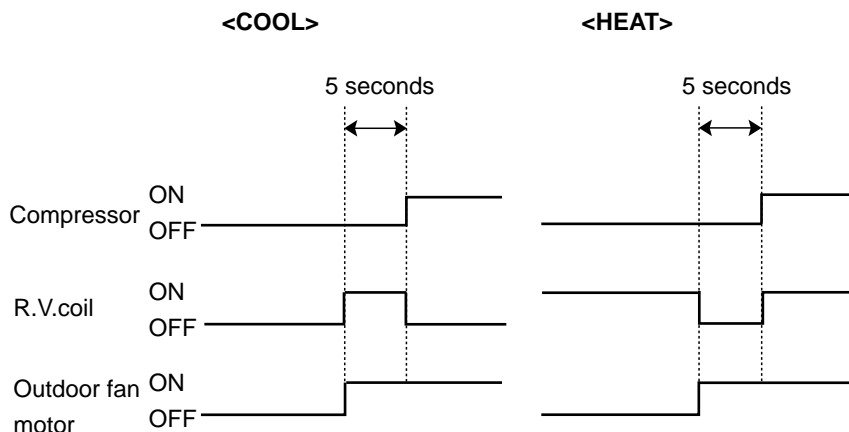 <COOL>
<HEAT>
5 seconds
5 seconds
Compressor
ON
OFF
R.V.coil
ON
OFF
Outdoor fan
motor
ON
OFF